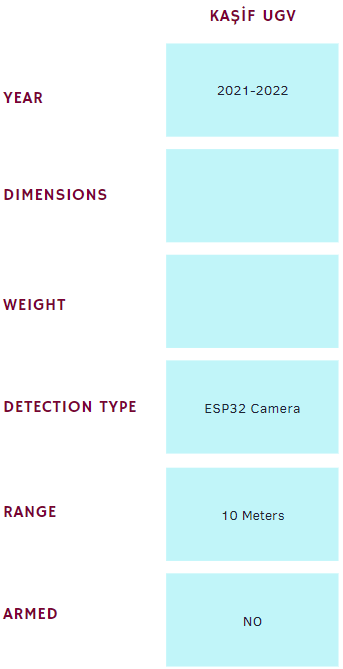 KAŞİF UGV
YEAR
2021-2022
DIMENSIONS
WEIGHT
DETECTION TYPE
ESP32 Camera
RANGE
10 Meters
ARMED
NO